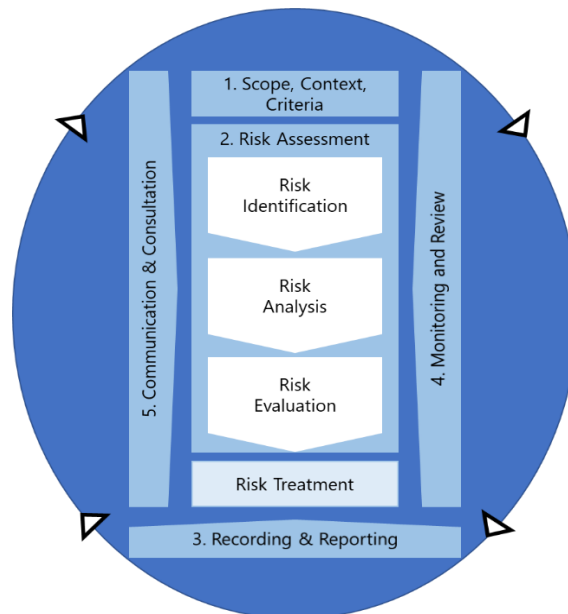 1. Scope, Context,
Criteria
2. Risk Assessment
Risk
Identification
Risk
Analysis
Risk
Evaluation
Risk Treatment
3. Recording & Reporting
4. Monitoring and Review
5. Communication & Consultation